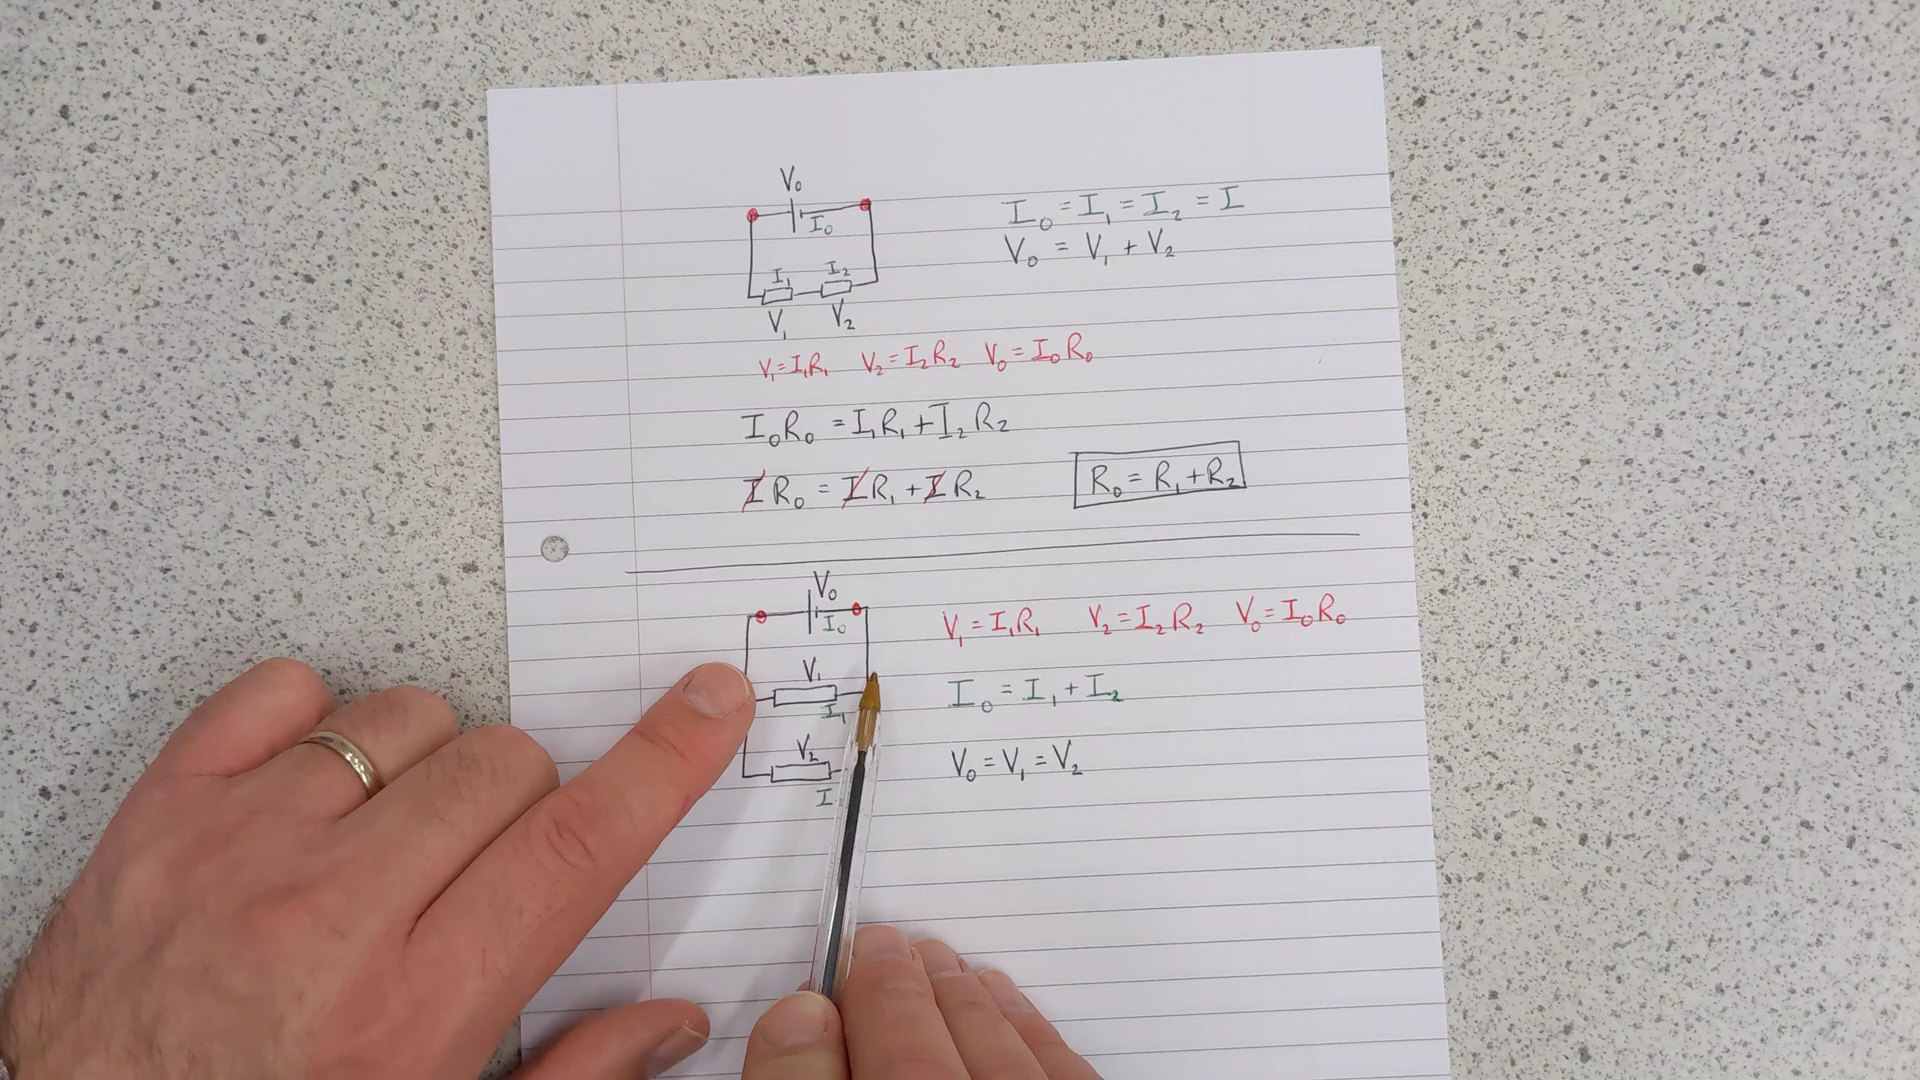 V₀
I₀
I₁ I₂
V₁ V₂
I₀ = I₁ = I₂ = I
V₀ = V₁ + V₂
V₁ = I₁R₁ V₂ = I₂R₂ V₀ = I₀R₀
I₀R₀ = I₁R₁ + I₂R₂
IR₀ = IR₁ + IR₂
R₀ = R₁ + R₂
V₀
I₀
V₁
I₁
V₂
I
V₁ = I₁R₁ V₂ = I₂R₂ V₀ = I₀R₀
I₀ = I₁ + I₂
V₀ = V₁ = V₂